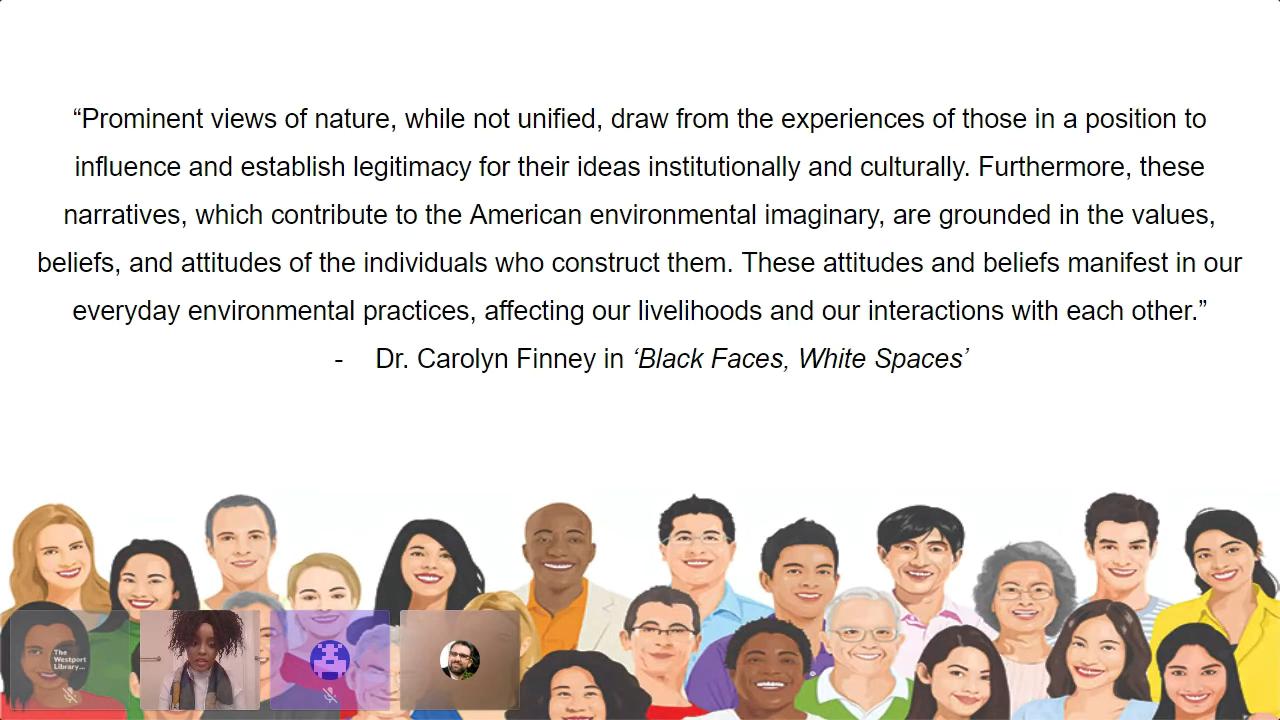 “Prominent views of nature, while not unified, draw from the experiences of those in a position to
influence and establish legitimacy for their ideas institutionally and culturally. Furthermore, these
narratives, which contribute to the American environmental imaginary, are grounded in the values,
beliefs, and attitudes of the individuals who construct them. These attitudes and beliefs manifest in our
everyday environmental practices, affecting our livelihoods and our interactions with each other.”
- Dr. Carolyn Finney in ‘Black Faces, White Spaces’
The
Westport
Library...